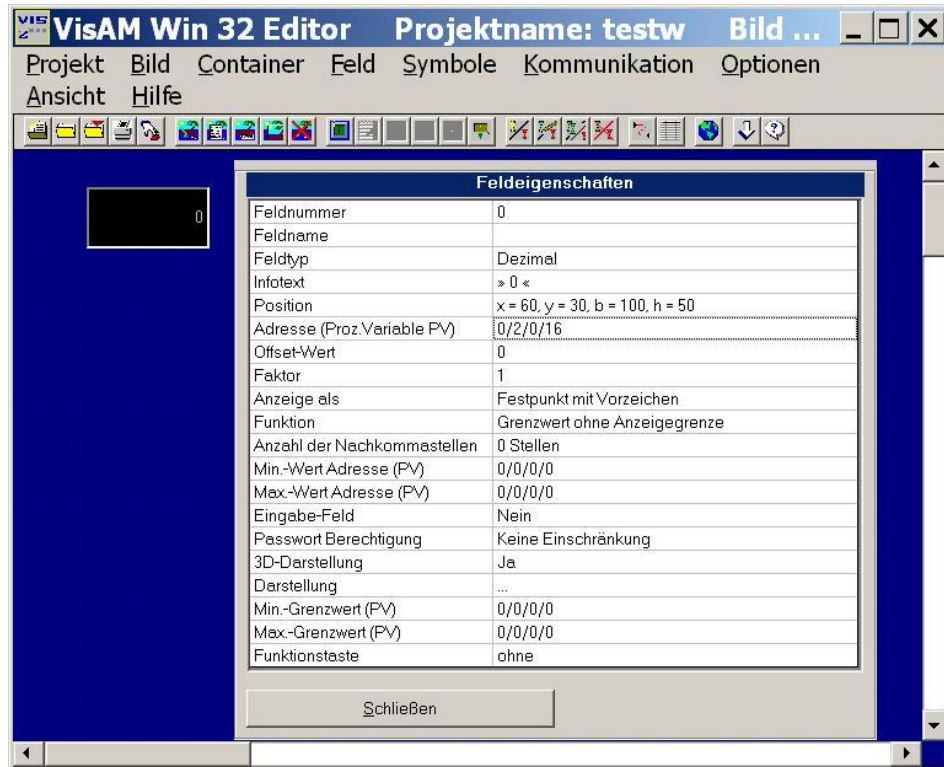 VisAM Win 32 Editor Projektname: testw Bild ...
Projekt Bild Container Feld Symbole Kommunikation Optionen
Ansicht Hilfe
0
Feldeigenschaften
Feldnummer 0
Feldname
Feldtyp Dezimal
Infotext » 0 «
Position x = 60, y = 30, b = 100, h = 50
Adresse (Proz.Variable PV) 0/2/0/16
Offset-Wert 0
Faktor 1
Anzeige als Festpunkt mit Vorzeichen
Funktion Grenzwert ohne Anzeigegrenze
Anzahl der Nachkommastellen 0 Stellen
Min.-Wert Adresse (PV) 0/0/0/0
Max.-Wert Adresse (PV) 0/0/0/0
Eingabe-Feld Nein
Passwort Berechtigung Keine Einschränkung
3D-Darstellung Ja
Darstellung ...
Min.-Grenzwert (PV) 0/0/0/0
Max.-Grenzwert (PV) 0/0/0/0
Funktionstaste ohne
Schließen